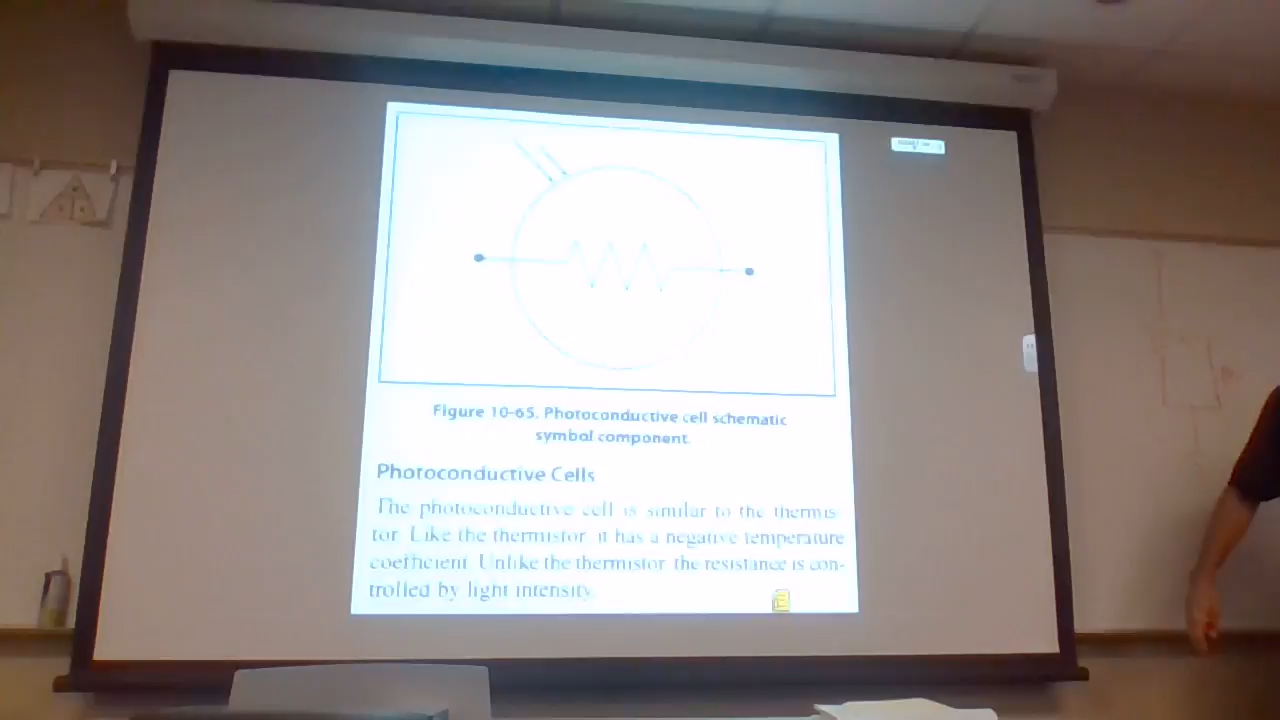 Figure 10-65. Photoconductive cell schematic
symbol component.
Photoconductive Cells
The photoconductive cell is similar to the thermis-
tor. Like the thermistor, it has a negative temperature
coefficient. Unlike the thermistor, the resistance is con-
trolled by light intensity.